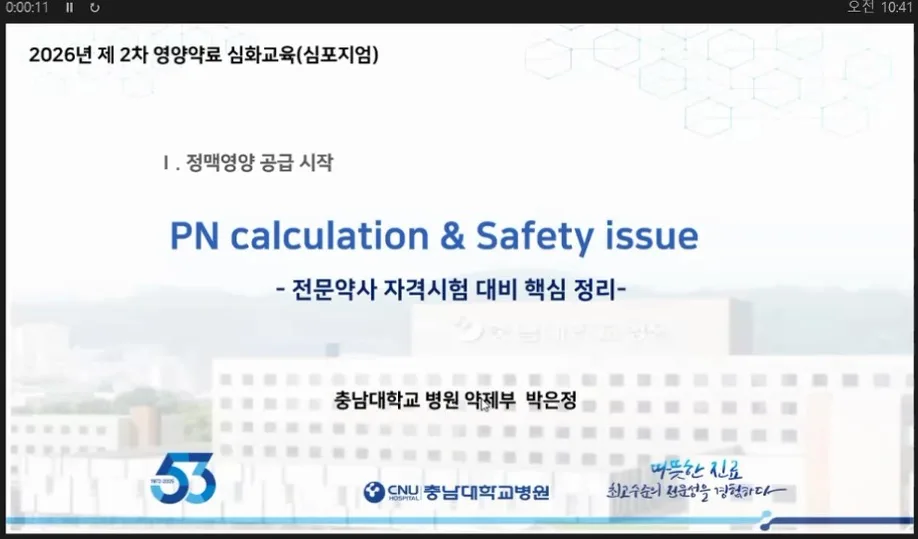 0:00:11
오전 10:41
2026년 제 2차 영양약료 심화교육(심포지엄)
Ⅰ. 정맥영양 공급 시작
PN calculation & Safety issue
- 전문약사 자격시험 대비 핵심 정리-
충남대학교 병원 약제부 박은정
53
CNU 충남대학교병원
HOSPITAL
따뜻한 진료
최고수준의 전문성을 경험하다